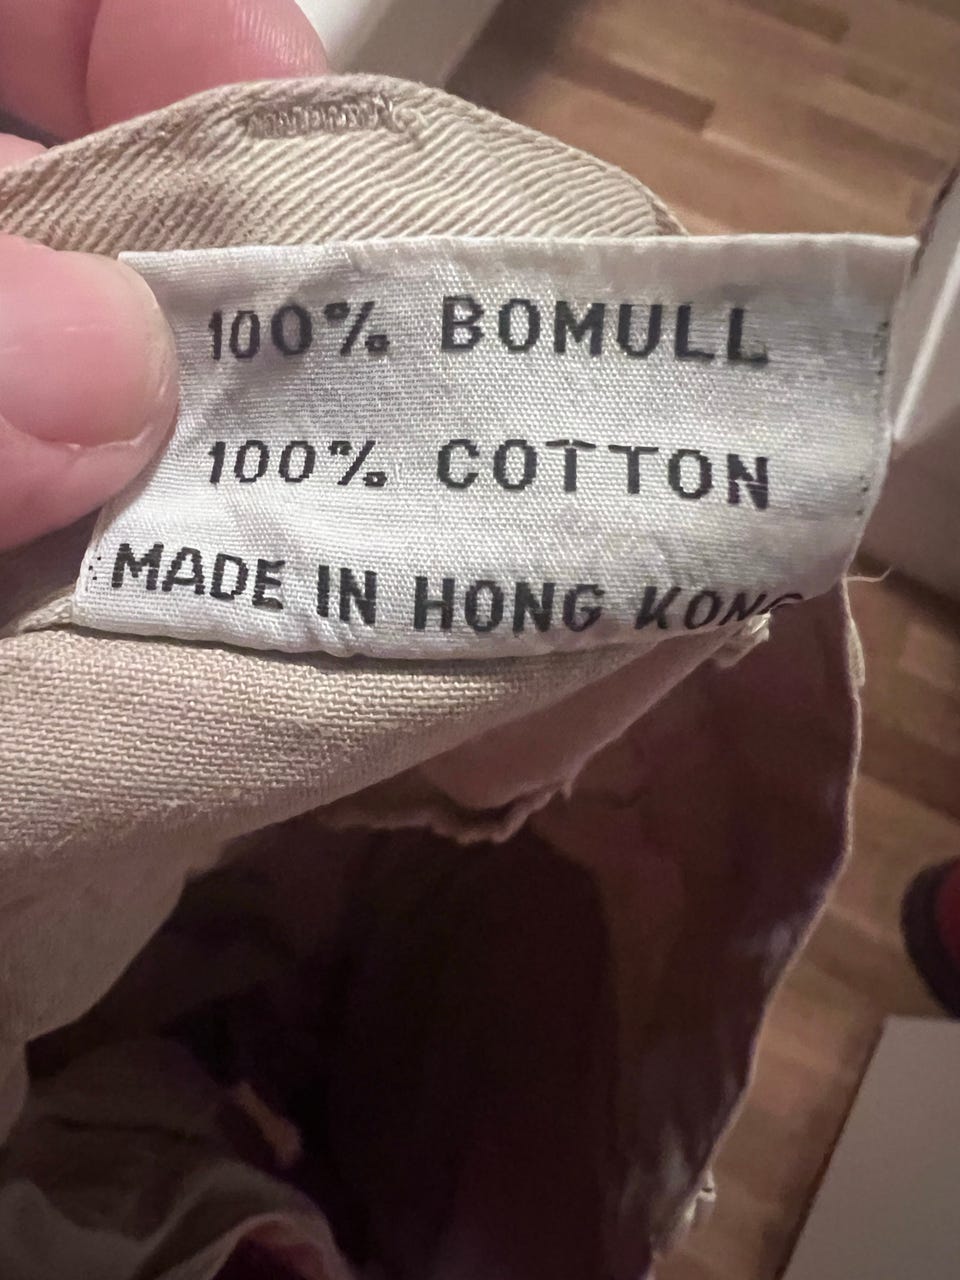 100% BOMULL
100% COTTON
MADE IN HONG KONG